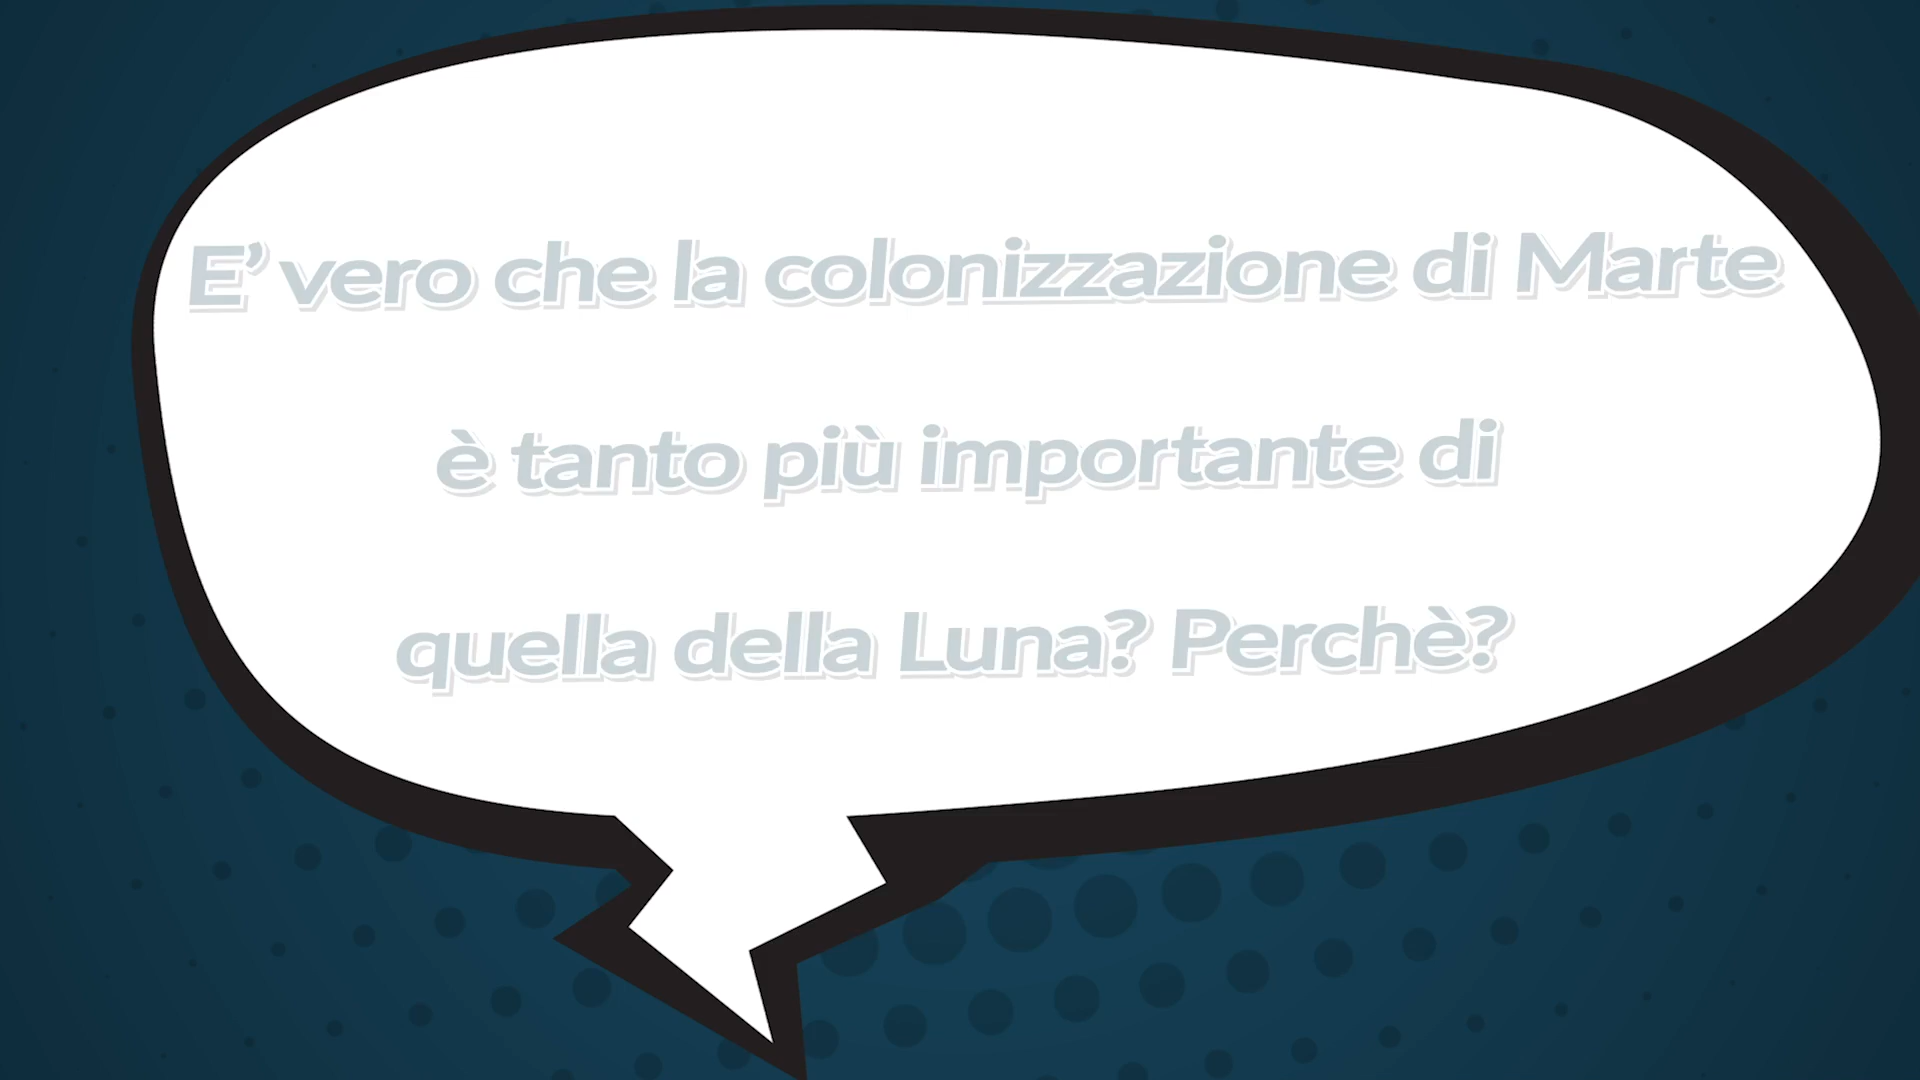 E’ vero che la colonizzazione di Marte
è tanto più importante di
quella della Luna? Perchè?